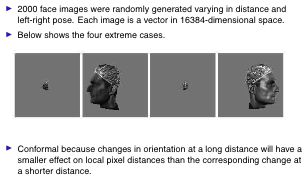 2000 face images were randomly generated varying in distance and
left-right pose. Each image is a vector in 16384-dimensional space.
Below shows the four extreme cases.
Conformal because changes in orientation at a long distance will have a
smaller effect on local pixel distances than the corresponding change at
a shorter distance.